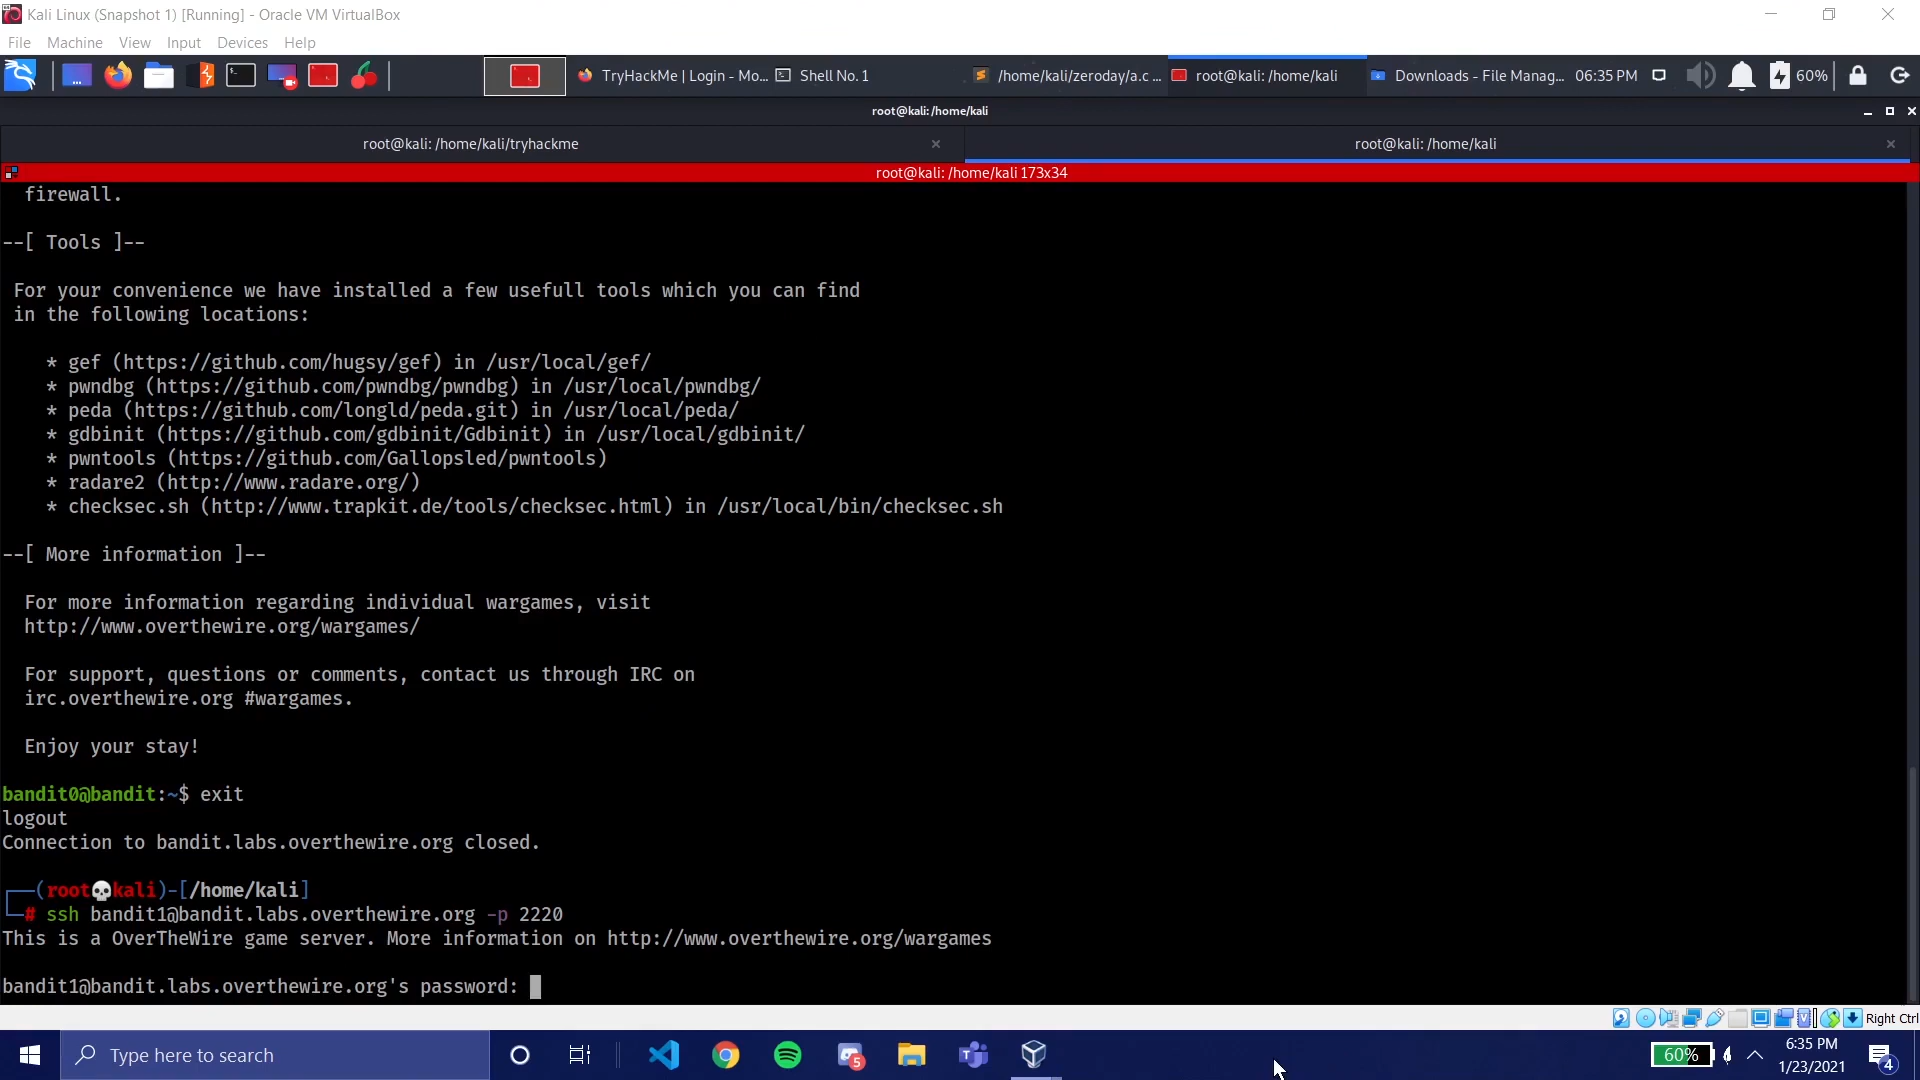 Kali Linux (Snapshot 1) [Running] - Oracle VM VirtualBox
File Machine View Input Devices Help
TryHackMe | Login - Mo... Shell No. 1 /home/kali/zeroday/a.c ... root@kali: /home/kali Downloads - File Manag... 06:35 PM 60%
root@kali: /home/kali
root@kali: /home/kali/tryhackme root@kali: /home/kali
root@kali: /home/kali 173x34
firewall.
--[ Tools ]--
For your convenience we have installed a few usefull tools which you can find
in the following locations:
* gef (https://github.com/hugsy/gef) in /usr/local/gef/
* pwndbg (https://github.com/pwndbg/pwndbg) in /usr/local/pwndbg/
* peda (https://github.com/longld/peda.git) in /usr/local/peda/
* gdbinit (https://github.com/gdbinit/Gdbinit) in /usr/local/gdbinit/
* pwntools (https://github.com/Gallopsled/pwntools)
* radare2 (http://www.radare.org/)
* checksec.sh (http://www.trapkit.de/tools/checksec.html) in /usr/local/bin/checksec.sh
--[ More information ]--
For more information regarding individual wargames, visit
http://www.overthewire.org/wargames/
For support, questions or comments, contact us through IRC on
irc.overthewire.org #wargames.
Enjoy your stay!
bandit0@bandit:~$ exit
logout
Connection to bandit.labs.overthewire.org closed.
(root💀kali)-[/home/kali]
# ssh bandit1@bandit.labs.overthewire.org -p 2220
This is a OverTheWire game server. More information on http://www.overthewire.org/wargames
bandit1@bandit.labs.overthewire.org's password:
Right Ctrl
Type here to search 5 60% 6:35 PM
1/23/2021 4